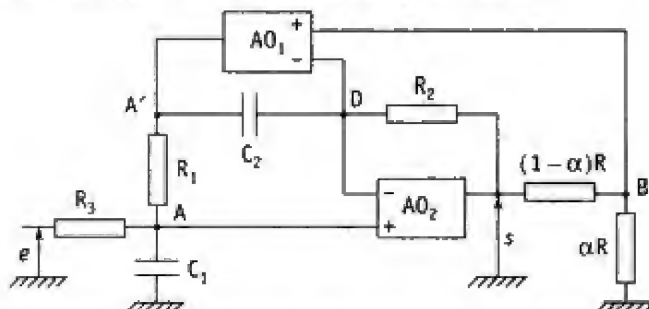 +
AO₁
−
A'
D
R₂
C₂
R₁
(1 − α)R
B
−
AO₂
+
R₃
A
e
C₁
s
αR